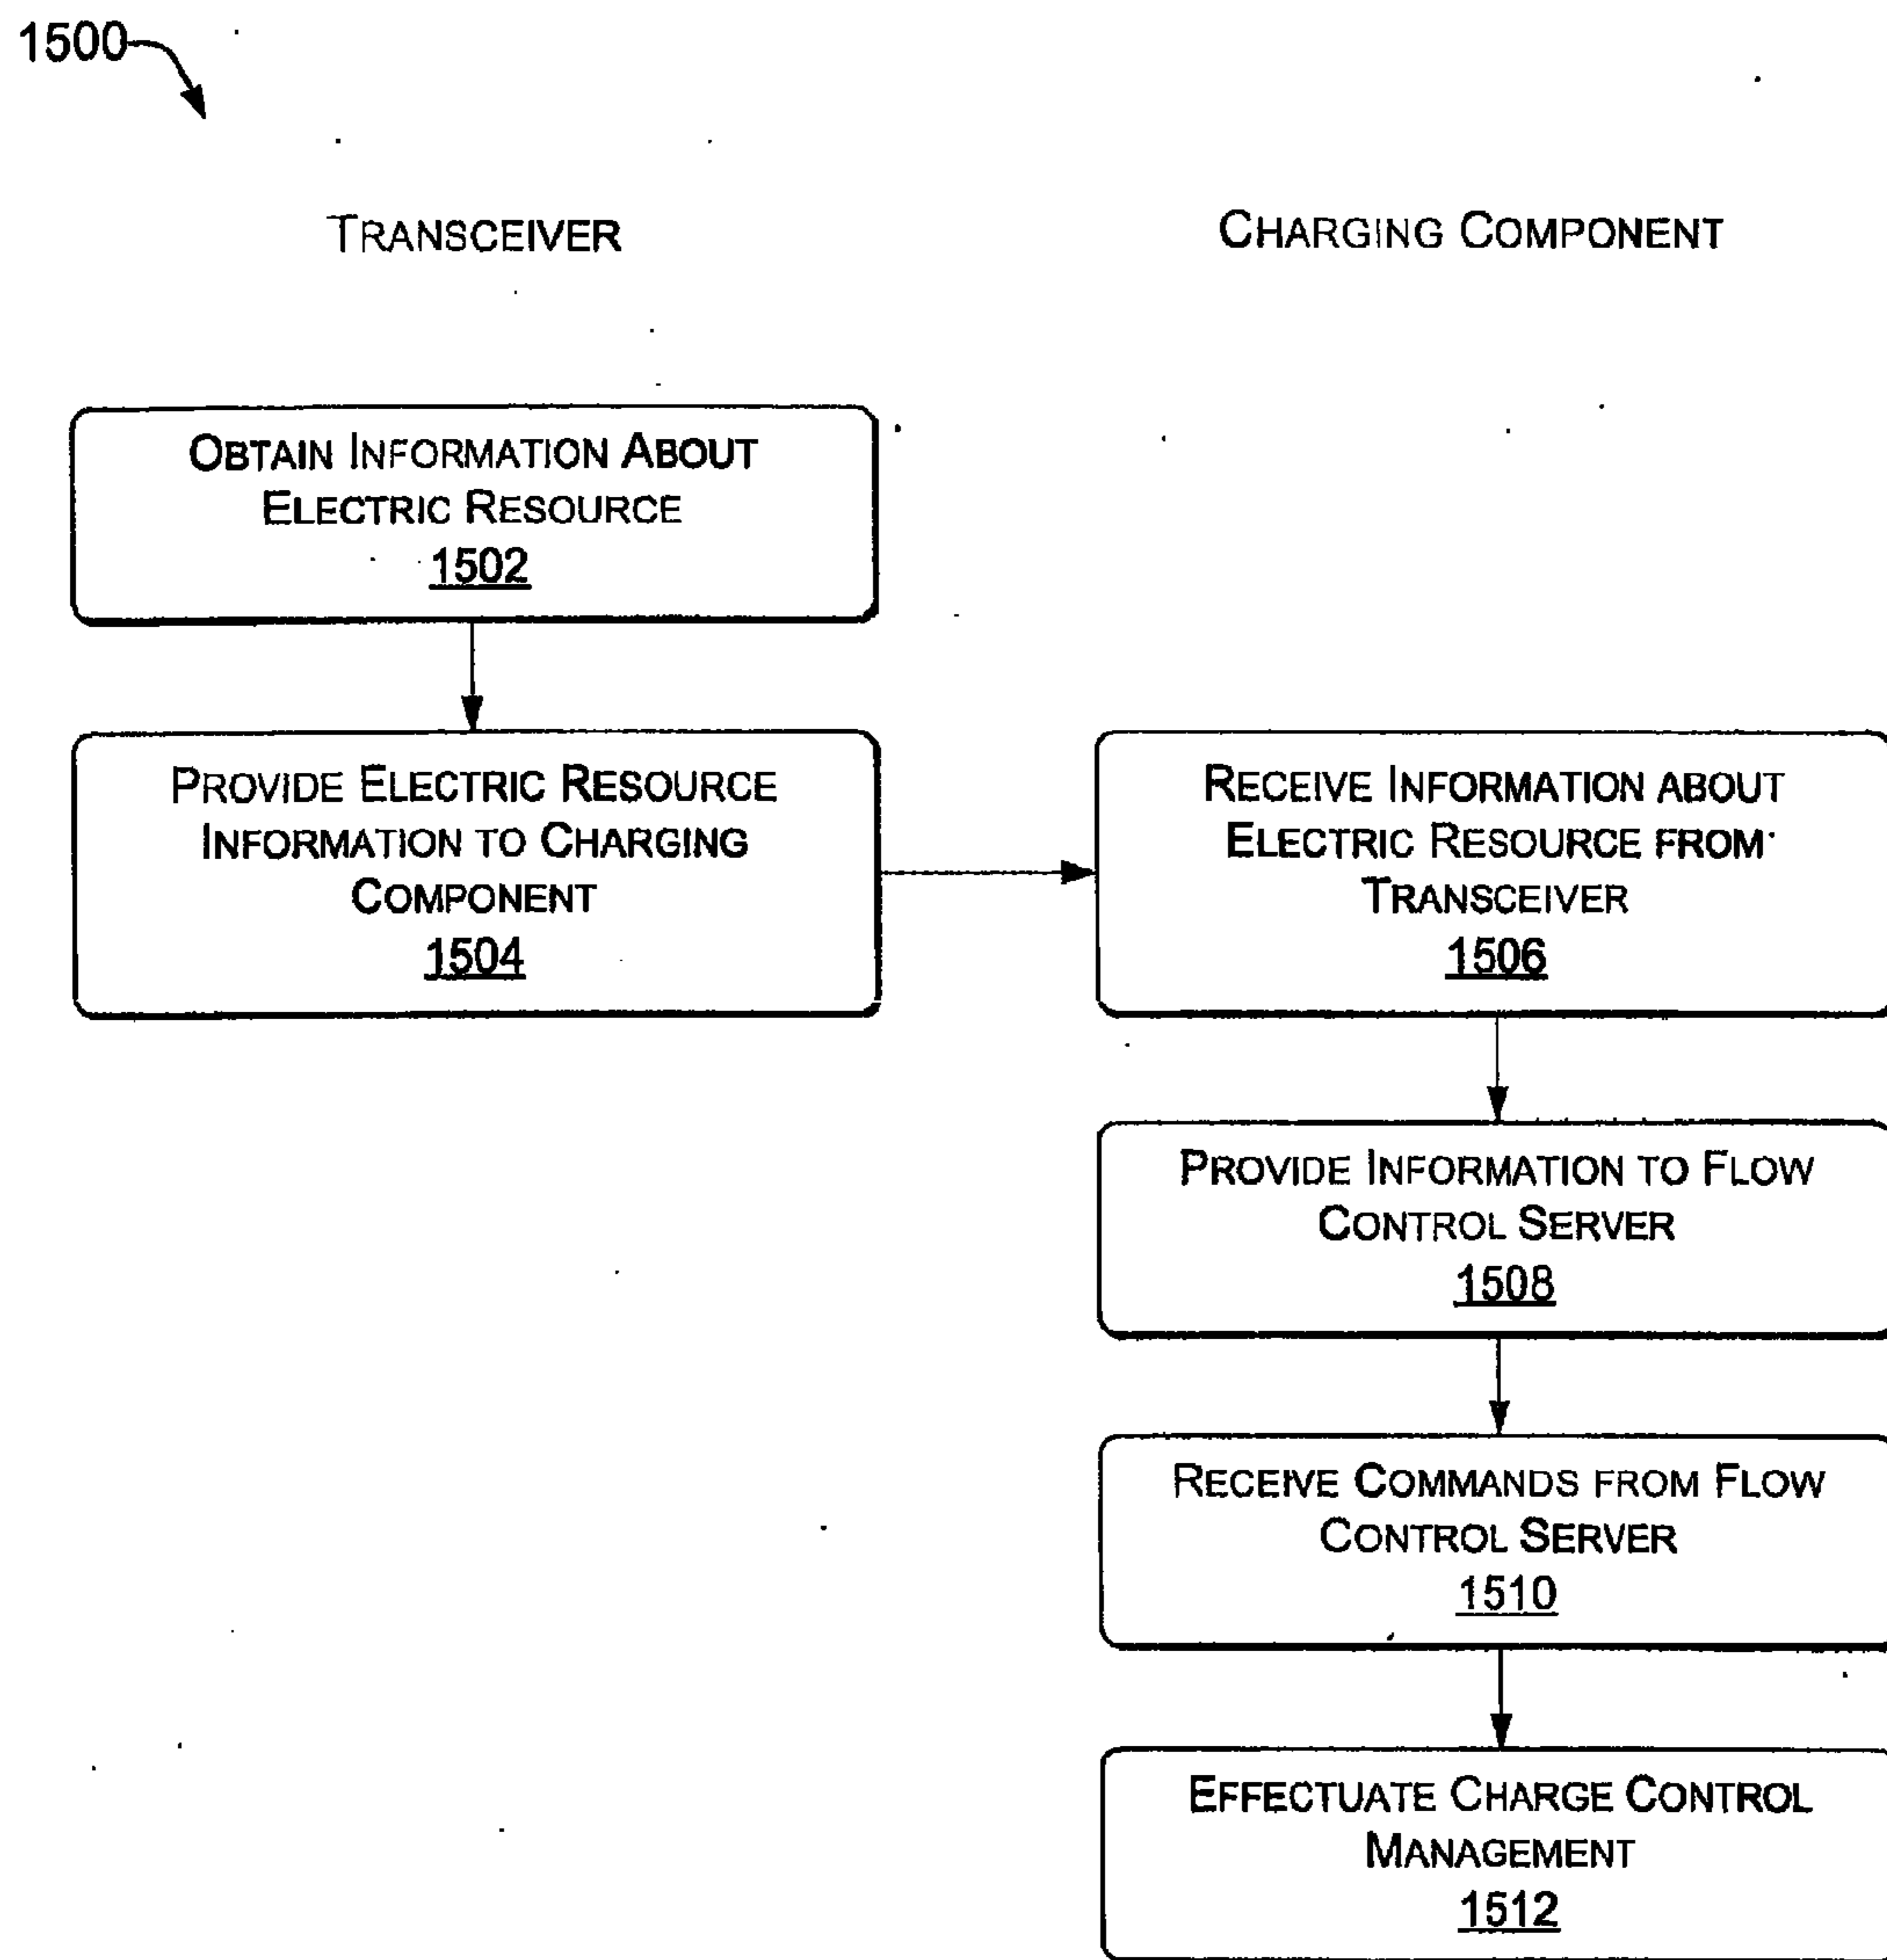 1500
TRANSCEIVER
CHARGING COMPONENT
OBTAIN INFORMATION ABOUT
ELECTRIC RESOURCE
1502
PROVIDE ELECTRIC RESOURCE
INFORMATION TO CHARGING
COMPONENT
1504
RECEIVE INFORMATION ABOUT
ELECTRIC RESOURCE FROM
TRANSCEIVER
1506
PROVIDE INFORMATION TO FLOW
CONTROL SERVER
1508
RECEIVE COMMANDS FROM FLOW
CONTROL SERVER
1510
EFFECTUATE CHARGE CONTROL
MANAGEMENT
1512